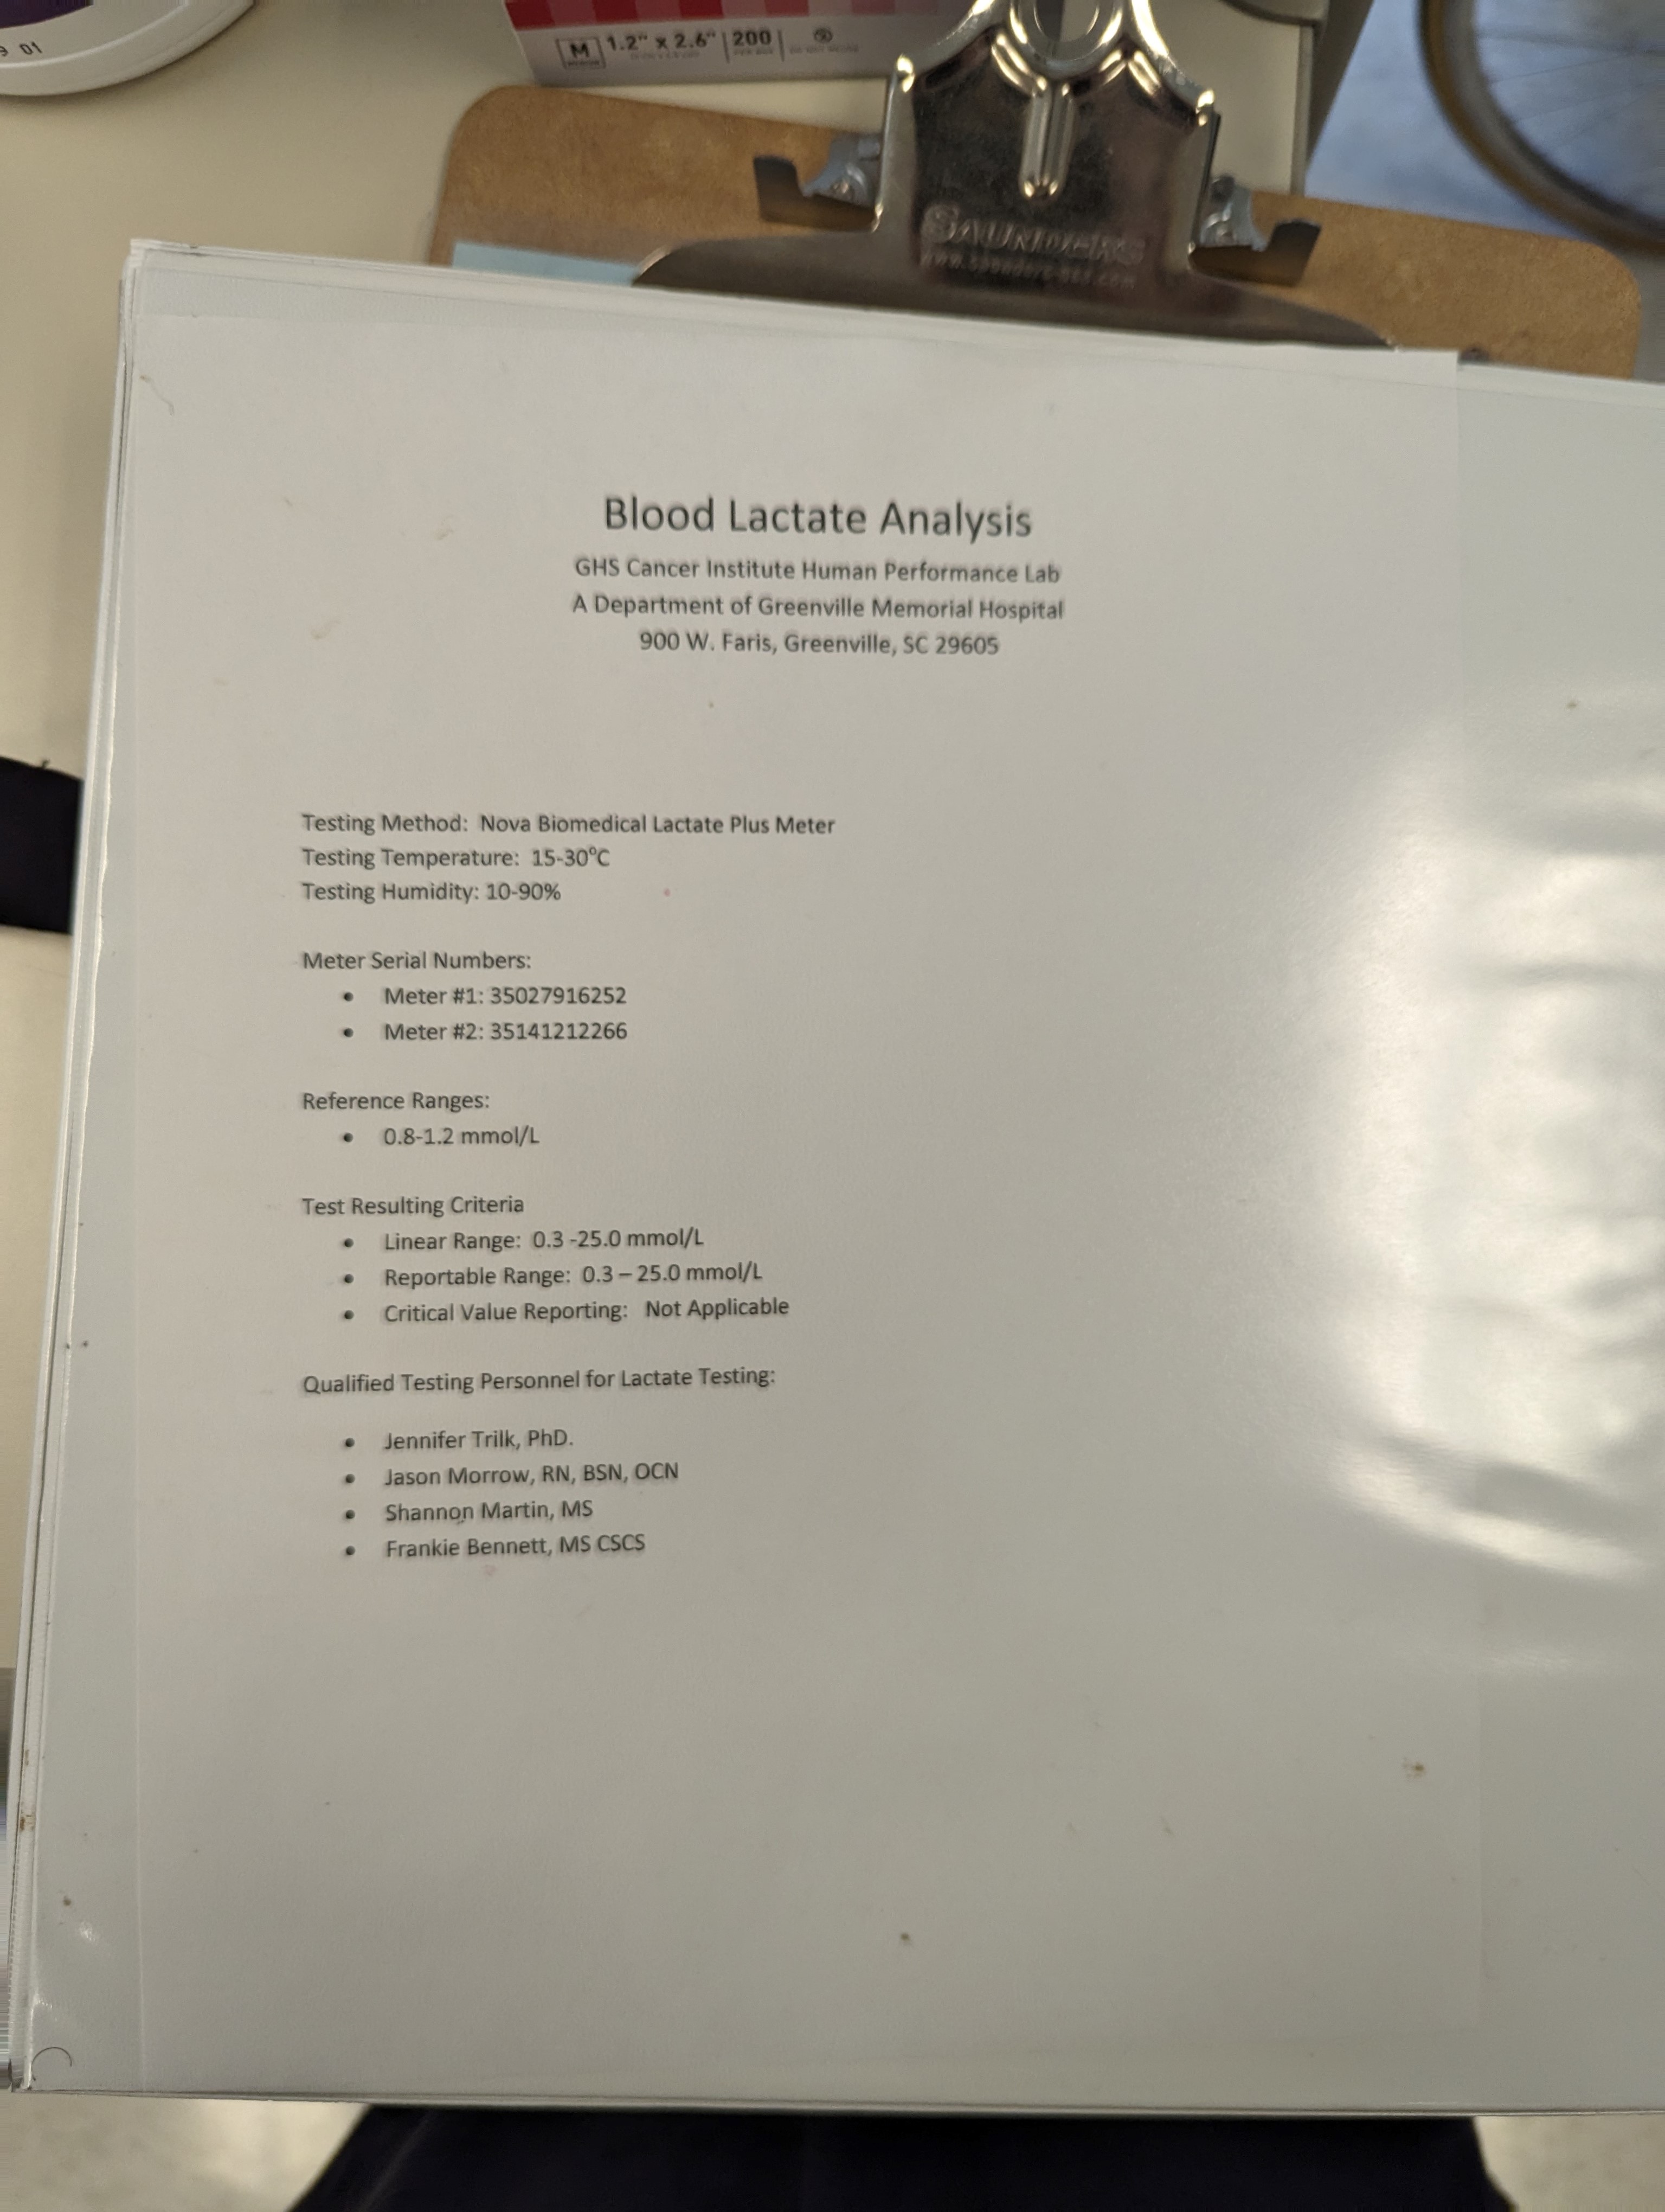 9 01
M 1.2" x 2.6" 200
SAUNDERS
Blood Lactate Analysis
GHS Cancer Institute Human Performance Lab
A Department of Greenville Memorial Hospital
900 W. Faris, Greenville, SC 29605
Testing Method: Nova Biomedical Lactate Plus Meter
Testing Temperature: 15-30°C
Testing Humidity: 10-90%
Meter Serial Numbers:
• Meter #1: 35027916252
• Meter #2: 35141212266
Reference Ranges:
• 0.8-1.2 mmol/L
Test Resulting Criteria
• Linear Range: 0.3 -25.0 mmol/L
• Reportable Range: 0.3 – 25.0 mmol/L
• Critical Value Reporting: Not Applicable
Qualified Testing Personnel for Lactate Testing:
• Jennifer Trilk, PhD.
• Jason Morrow, RN, BSN, OCN
• Shannon Martin, MS
• Frankie Bennett, MS CSCS